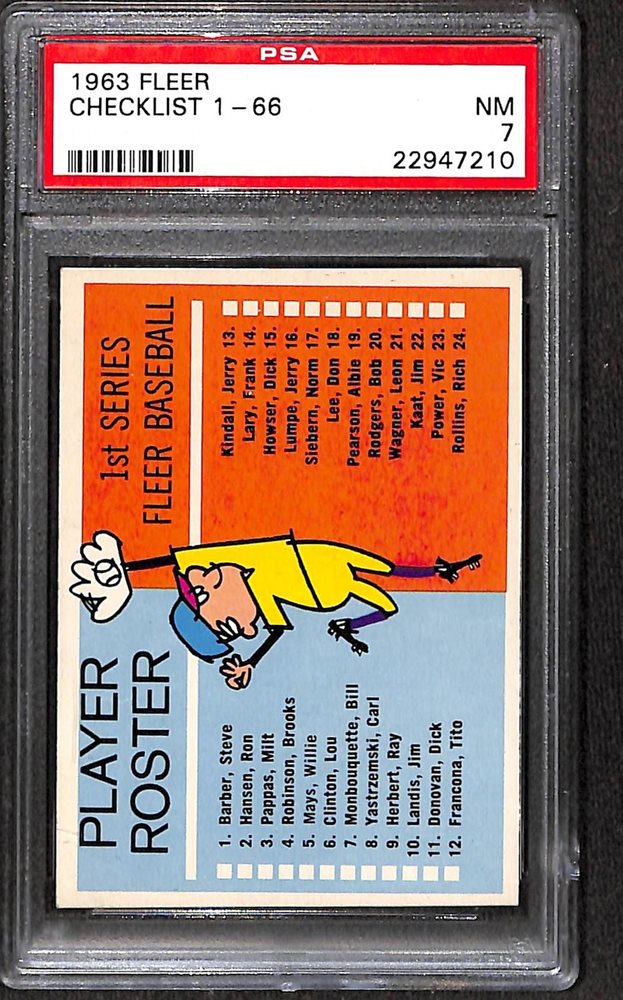 PSA
1963 FLEER
CHECKLIST 1-66
NM
7
22947210
PLAYER
ROSTER
1st SERIES
FLEER BASEBALL
1. Barber, Steve
2. Hansen, Ron
3. Pappas, Milt
4. Robinson, Brooks
5. Mays, Willie
6. Clinton, Lou
7. Monbouquette, Bill
8. Yastrzemski, Carl
9. Herbert, Ray
10. Landis, Jim
11. Donovan, Dick
12. Francona, Tito
Kindall, Jerry 13.
Lary, Frank 14.
Howser, Dick 15.
Lumpe, Jerry 16.
Siebern, Norm 17.
Lee, Don 18.
Pearson, Albie 19.
Rodgers, Bob 20.
Wagner, Leon 21.
Kaat, Jim 22.
Power, Vic 23.
Rollins, Rich 24.